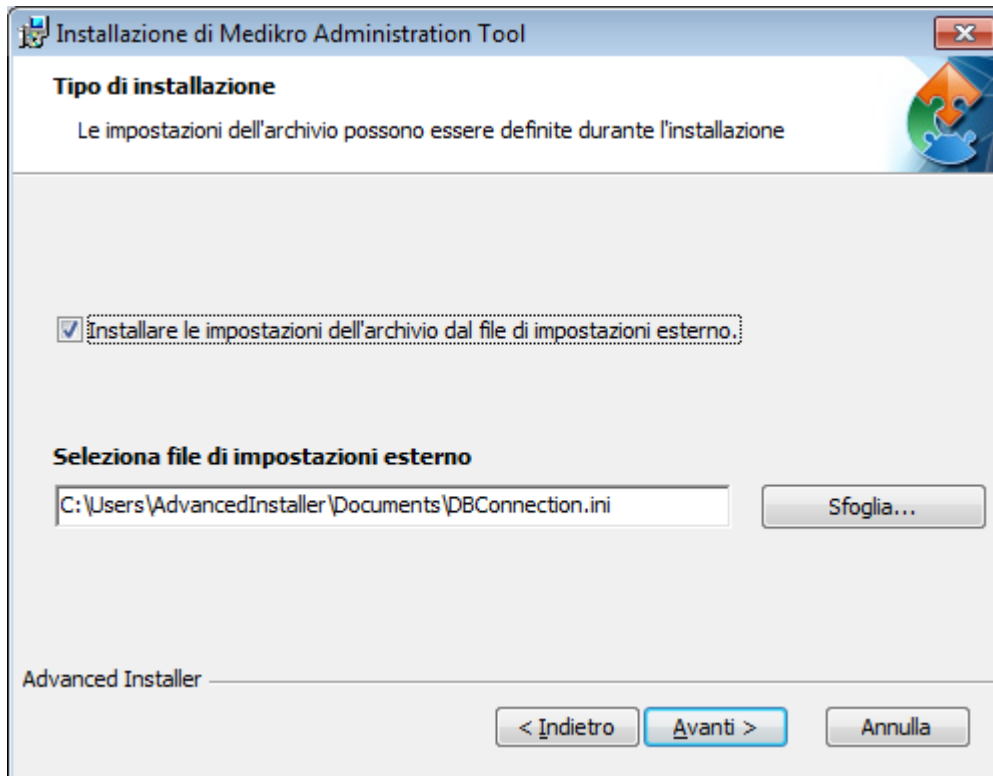 Installazione di Medikro Administration Tool
Tipo di installazione
Le impostazioni dell'archivio possono essere definite durante l'installazione
Installare le impostazioni dell'archivio dal file di impostazioni esterno.
Seleziona file di impostazioni esterno
C:\Users\AdvancedInstaller\Documents\DBConnection.ini
Sfoglia...
Advanced Installer
< Indietro
Avanti >
Annulla